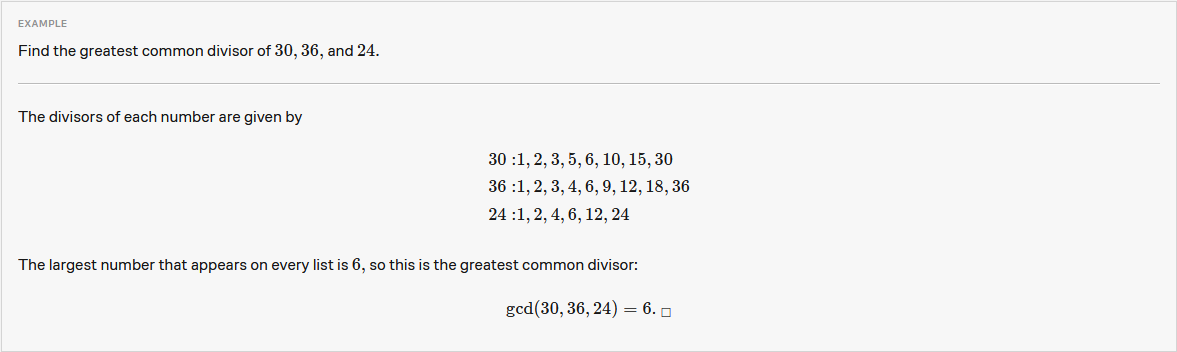 EXAMPLE
Find the greatest common divisor of 30, 36, and 24.
The divisors of each number are given by
30 :1, 2, 3, 5, 6, 10, 15, 30
36 :1, 2, 3, 4, 6, 9, 12, 18, 36
24 :1, 2, 4, 6, 12, 24
The largest number that appears on every list is 6, so this is the greatest common divisor:
gcd(30, 36, 24) = 6. □